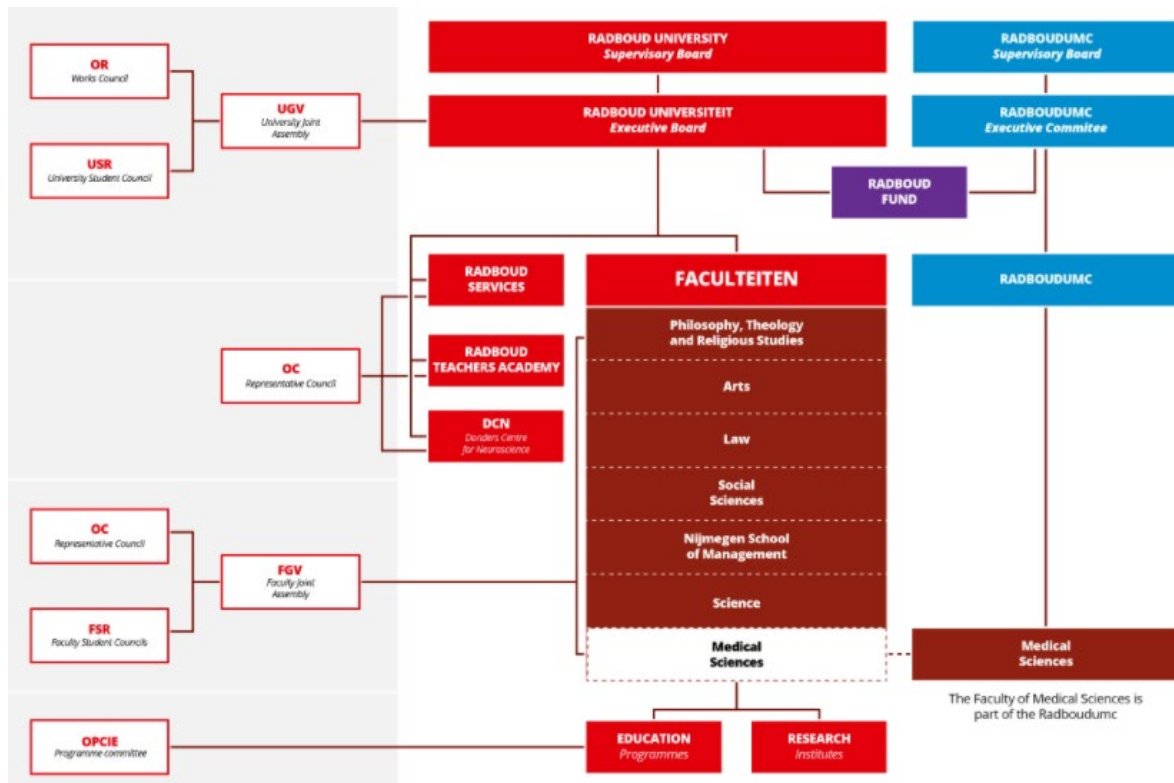 OR
Works Council
USR
University Student Council
UGV
University Joint
Assembly
RADBOUD UNIVERSITY
Supervisory Board
RADBOUD UNIVERSITEIT
Executive Board
RADBOUDUMC
Supervisory Board
RADBOUDUMC
Executive Commitee
RADBOUD
FUND
OC
Representative Council
RADBOUD
SERVICES
RADBOUD
TEACHERS ACADEMY
DCN
Donders Centre
for Neuroscience
FACULTEITEN
Philosophy, Theology
and Religious Studies
Arts
Law
Social
Sciences
Nijmegen School
of Management
Science
Medical
Sciences
RADBOUDUMC
Medical
Sciences
The Faculty of Medical Sciences is
part of the Radboudumc
OC
Representative Council
FSR
Faculty Student Councils
FGV
Faculty Joint
Assembly
OPCIE
Programme committee
EDUCATION
Programmes
RESEARCH
Institutes